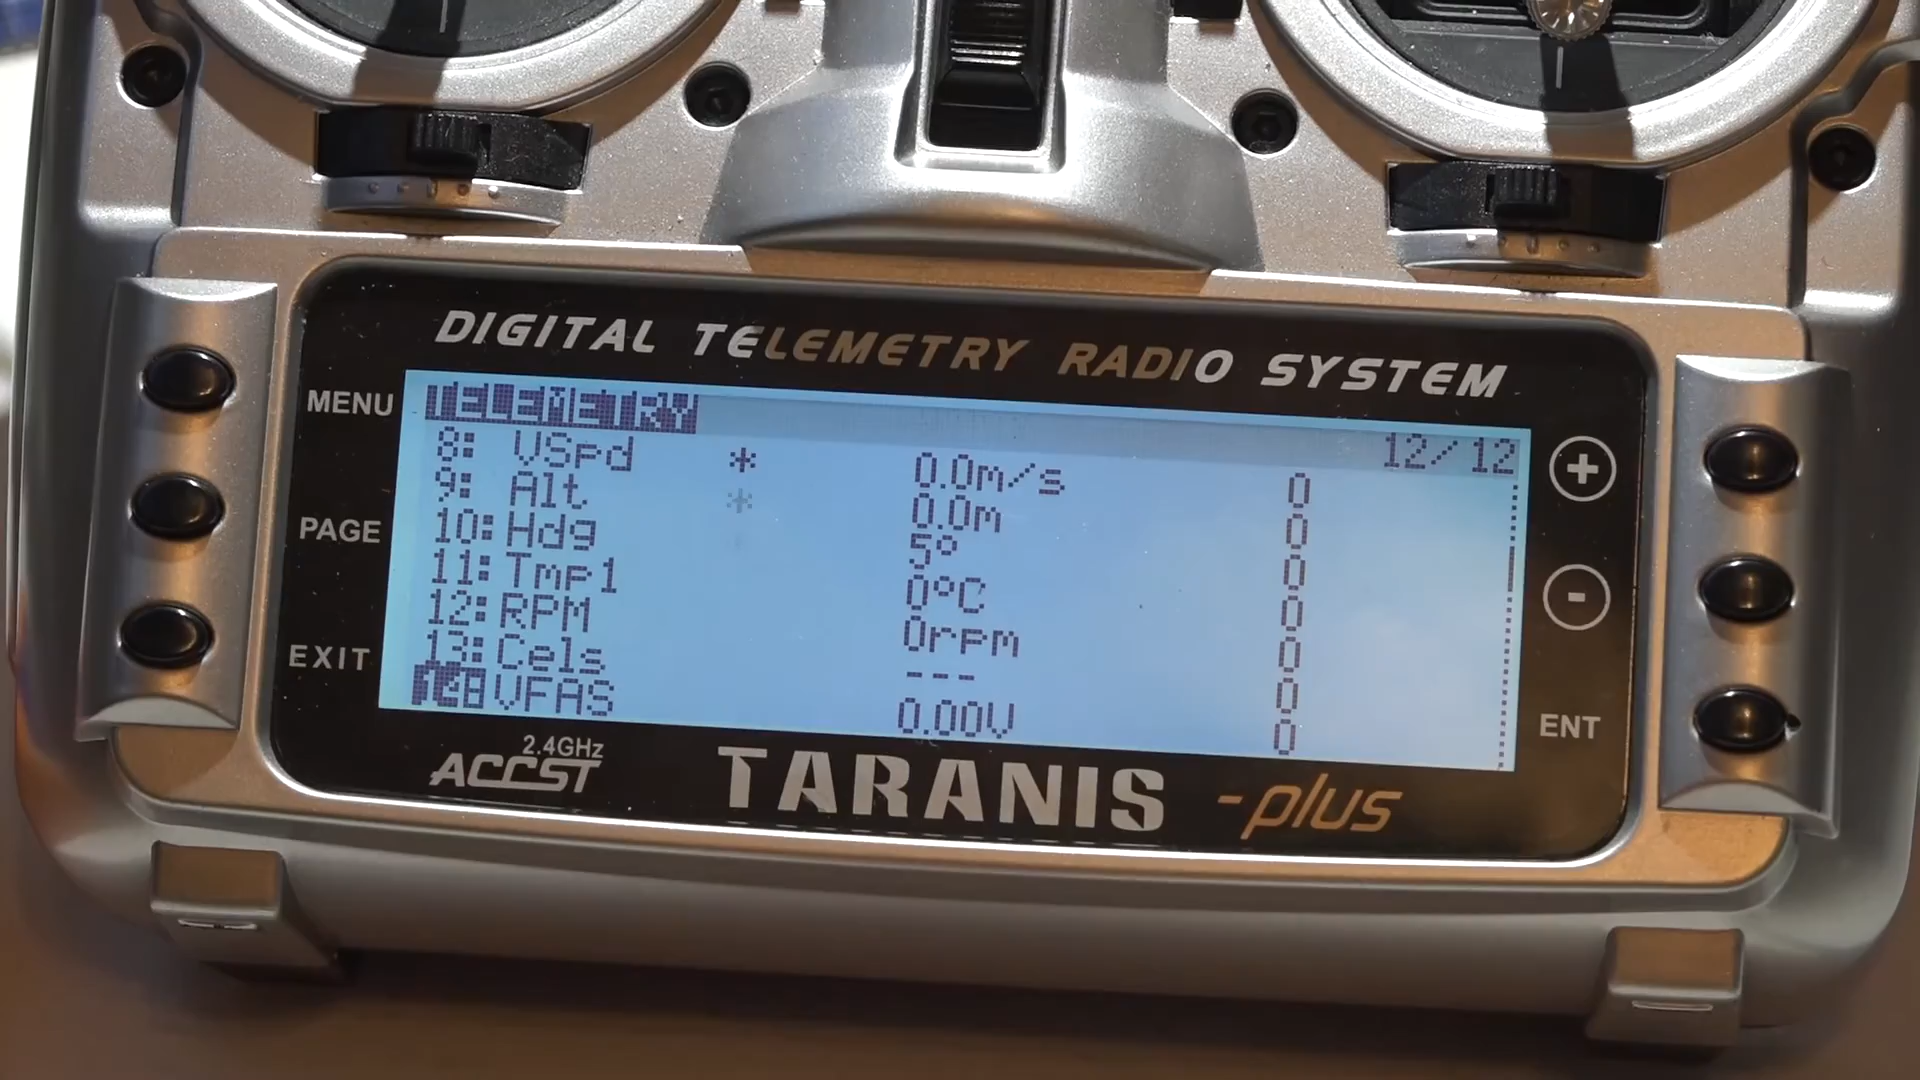 DIGITAL TELEMETRY RADIO SYSTEM
MENU
PAGE
EXIT
TELEMETRY 12/12
8: VSpd * 0.0m/s 0
9: Alt * 0.0m 0
10: Hdg 5° 0
11: Tmp1 0°C 0
12: RPM 0rpm 0
13: Cels --- 0
14: VFAS 0.00V 0
+
-
ENT
2.4GHz
ACCST
TARANIS -plus